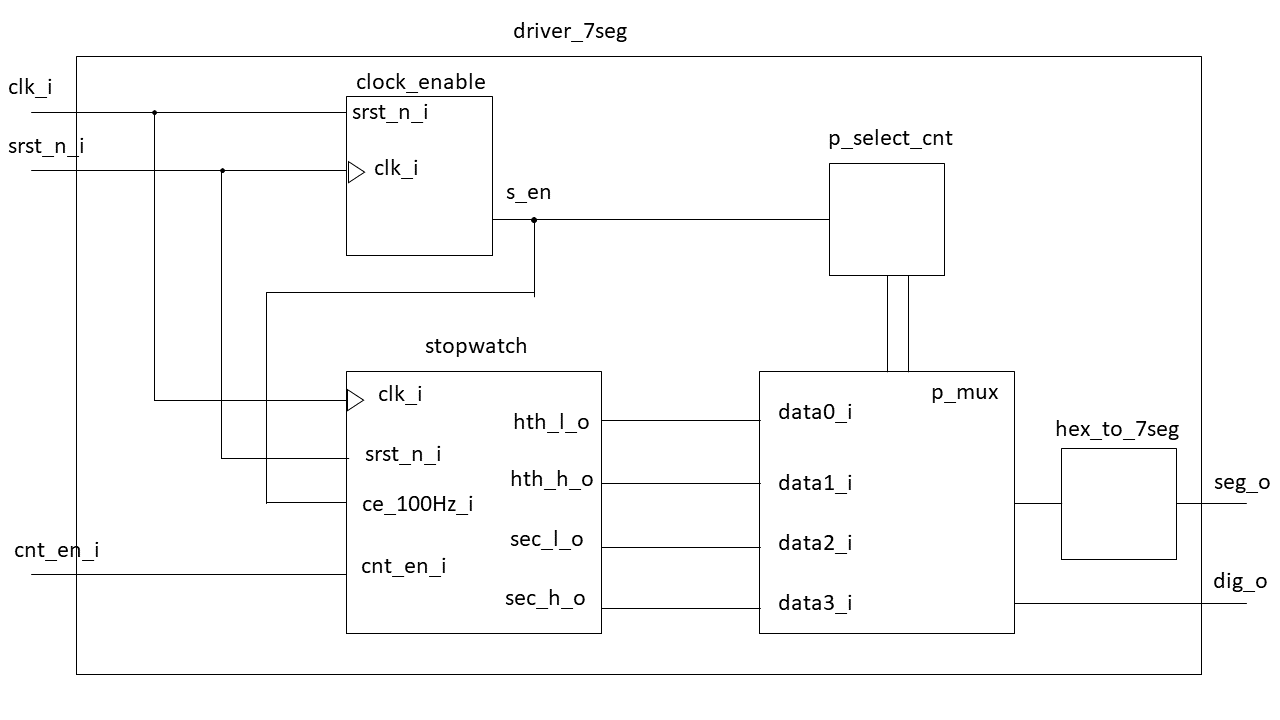 driver_7seg
clk_i
clock_enable
srst_n_i
srst_n_i
clk_i
p_select_cnt
s_en
stopwatch
clk_i
hth_l_o
srst_n_i
hth_h_o
ce_100Hz_i
sec_l_o
cnt_en_i
cnt_en_i
sec_h_o
p_mux
data0_i
data1_i
data2_i
data3_i
hex_to_7seg
seg_o
dig_o